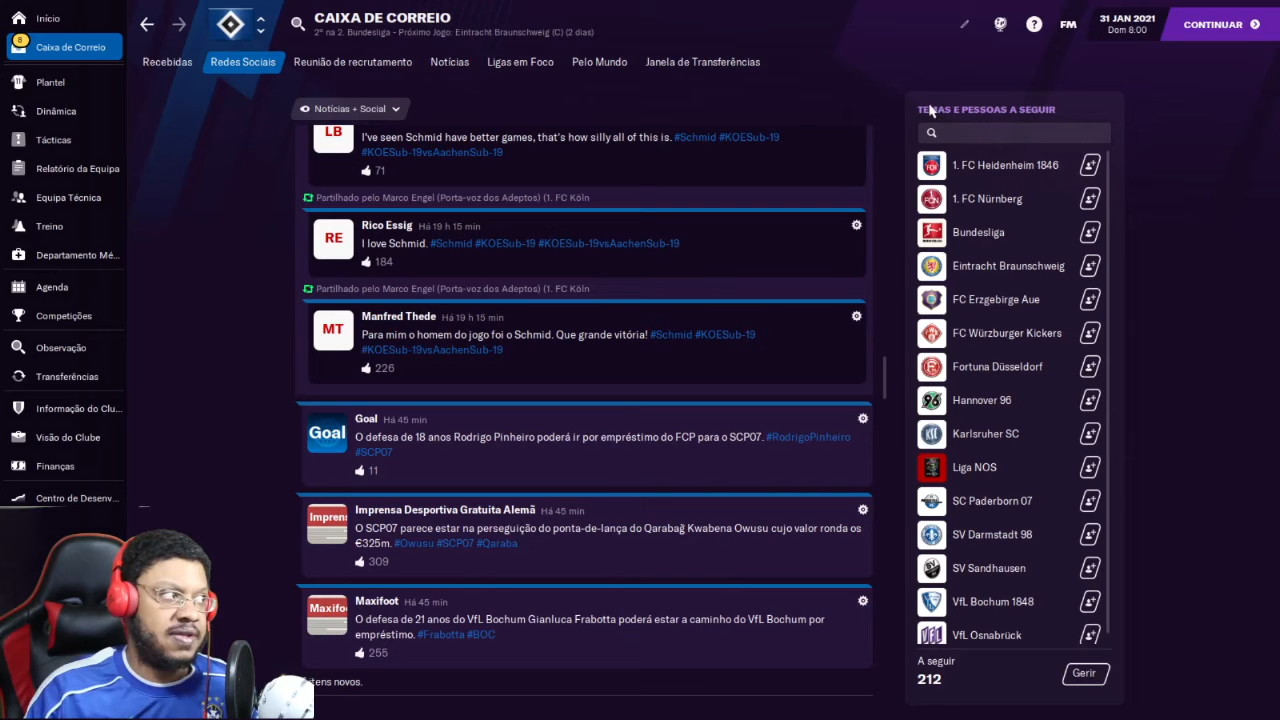 Início
8
Caixa de Correio
Plantel
Dinâmica
Tácticas
Relatório da Equipa
Equipa Técnica
Treino
Departamento Mé...
Agenda
Competições
Observação
Transferências
Informação do Clu...
Visão do Clube
Finanças
Centro de Desenv...
CAIXA DE CORREIO
2º na 2. Bundesliga - Próximo Jogo: Eintracht Braunschweig (C) (2 dias)
FM
31 JAN 2021
Dom 8:00
CONTINUAR
Recebidas
Redes Sociais
Reunião de recrutamento
Notícias
Ligas em Foco
Pelo Mundo
Janela de Transferências
Notícias + Social
LB
I've seen Schmid have better games, that's how silly all of this is. #Schmid #KOESub-19
#KOESub-19vsAachenSub-19
71
Partilhado pelo Marco Engel (Porta-voz dos Adeptos) (1. FC Köln
RE
Rico Essig Há 19 h 15 min
I love Schmid. #Schmid #KOESub-19 #KOESub-19vsAachenSub-19
184
Partilhado pelo Marco Engel (Porta-voz dos Adeptos) (1. FC Köln
MT
Manfred Thede Há 19 h 15 min
Para mim o homem do jogo foi o Schmid. Que grande vitória! #Schmid #KOESub-19
#KOESub-19vsAachenSub-19
226
Goal
Goal Há 45 min
O defesa de 18 anos Rodrigo Pinheiro poderá ir por empréstimo do FCP para o SCP07. #RodrigoPinheiro
#SCP07
11
Imprens
Imprensa Desportiva Gratuita Alemã Há 45 min
O SCP07 parece estar na perseguição do ponta-de-lança do Qarabağ Kwabena Owusu cujo valor ronda os
€325m. #Owusu #SCP07 #Qaraba
309
Maxifoot
Maxifoot Há 45 min
O defesa de 21 anos do VfL Bochum Gianluca Frabotta poderá estar a caminho do VfL Bochum por
empréstimo. #Frabotta #BOC
255
itens novos.
TEMAS E PESSOAS A SEGUIR
1. FC Heidenheim 1846
1. FC Nürnberg
Bundesliga
Eintracht Braunschweig
FC Erzgebirge Aue
FC Würzburger Kickers
Fortuna Düsseldorf
Hannover 96
Karlsruher SC
Liga NOS
SC Paderborn 07
SV Darmstadt 98
SV Sandhausen
VfL Bochum 1848
VfL Osnabrück
A seguir
212
Gerir